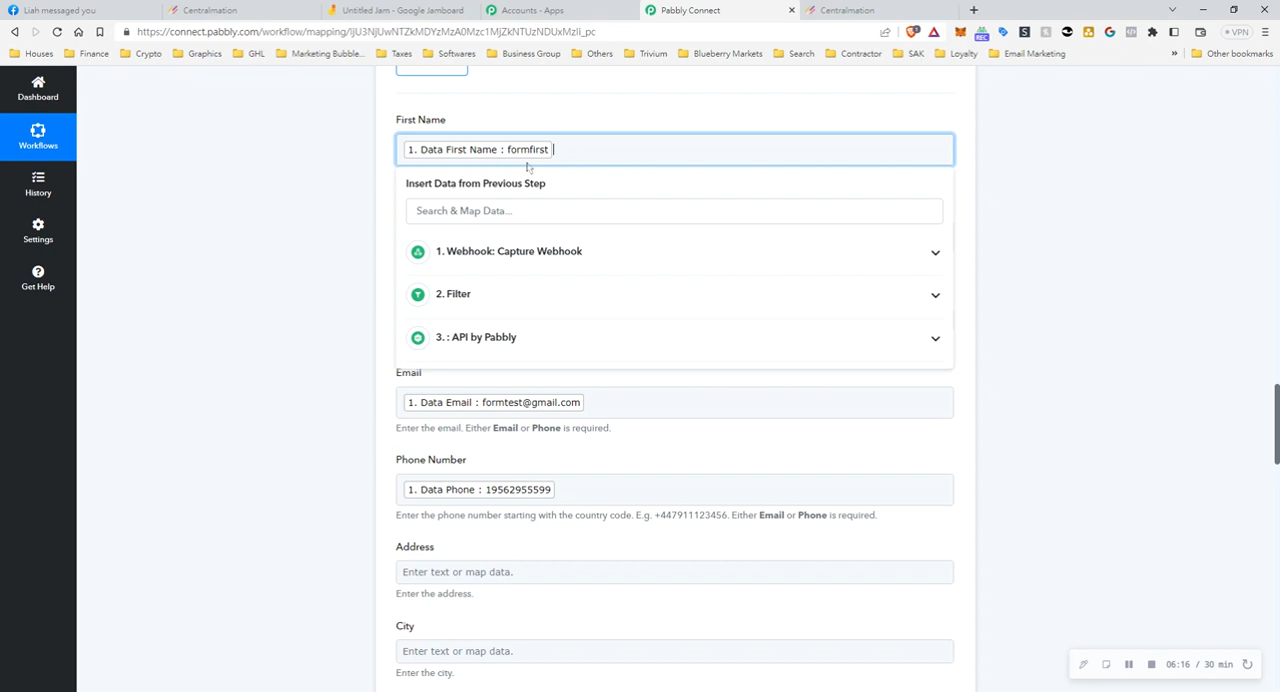 Liah messaged you
Centralmation
Untitled Jam - Google Jamboard
Accounts - Apps
Pabbly Connect
Centralmation
https://connect.pabbly.com/workflow/mapping/IjU3NjUwNTZkMDYzMzA0Mzc1MjZkNTUzNDUxMzIi_pc
VPN
Houses
Finance
Crypto
Graphics
GHL
Marketing Bubble...
Taxes
Softwares
Business Group
Others
Trivium
Blueberry Markets
Search
Contractor
SAK
Loyalty
Email Marketing
»
Other bookmarks
Dashboard
Workflows
History
Settings
Get Help
First Name
1. Data First Name : formfirst
Insert Data from Previous Step
Search & Map Data...
1. Webhook: Capture Webhook
2. Filter
3. : API by Pabbly
Email
1. Data Email : formtest@gmail.com
Enter the email. Either Email or Phone is required.
Phone Number
1. Data Phone : 19562955599
Enter the phone number starting with the country code. E.g. +447911123456. Either Email or Phone is required.
Address
Enter text or map data.
Enter the address.
City
Enter text or map data.
Enter the city.
06:16 / 30 min